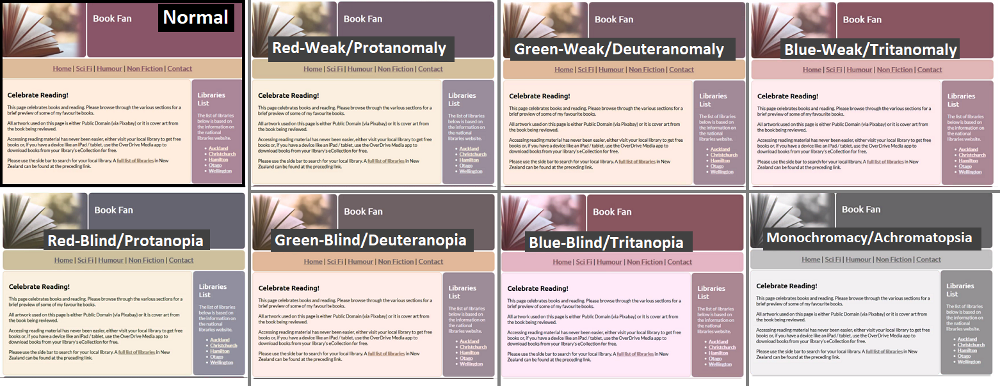 Book Fan
Normal
Home | Sci Fi | Humour | Non Fiction | Contact
Celebrate Reading!
This page celebrates books and reading. Please browse through the various sections for a
brief preview of some of my favourite books.
All artwork used on this page is either Public Domain (via Pixabay) or it is cover art from
the book being reviewed.
Accessing reading material has never been easier, either visit your local library to get free
books or, if you have a device like an iPad / tablet, use the OverDrive Media app to
download books from your library's eCollection for free.
Please use the side bar to search for your local library. A full list of libraries in New
Zealand can be found at the preceding link.
Libraries
List
The list of libraries
below is based on
the information on
the national
libraries website.
Auckland
Christchurch
Hamilton
Otago
Wellington
Book Fan
Red-Weak/Protanomaly
Home | Sci Fi | Humour | Non Fiction | Contact
Celebrate Reading!
This page celebrates books and reading. Please browse through the various sections for a
brief preview of some of my favourite books.
All artwork used on this page is either Public Domain (via Pixabay) or it is cover art from
the book being reviewed.
Accessing reading material has never been easier, either visit your local library to get free
books or, if you have a device like an iPad / tablet, use the OverDrive Media app to
download books from your library's eCollection for free.
Please use the side bar to search for your local library. A full list of libraries in New
Zealand can be found at the preceding link.
Libraries
List
The list of libraries
below is based on
the information on
the national
libraries website.
Auckland
Christchurch
Hamilton
Otago
Wellington
Book Fan
Green-Weak/Deuteranomaly
Home | Sci Fi | Humour | Non Fiction | Contact
Celebrate Reading!
This page celebrates books and reading. Please browse through the various sections for a
brief preview of some of my favourite books.
All artwork used on this page is either Public Domain (via Pixabay) or it is cover art from
the book being reviewed.
Accessing reading material has never been easier, either visit your local library to get free
books or, if you have a device like an iPad / tablet, use the OverDrive Media app to
download books from your library's eCollection for free.
Please use the side bar to search for your local library. A full list of libraries in New
Zealand can be found at the preceding link.
Libraries
List
The list of libraries
below is based on
the information on
the national
libraries website.
Auckland
Christchurch
Hamilton
Otago
Wellington
Book Fan
Blue-Weak/Tritanomaly
Home | Sci Fi | Humour | Non Fiction | Contact
Celebrate Reading!
This page celebrates books and reading. Please browse through the various sections for a
brief preview of some of my favourite books.
All artwork used on this page is either Public Domain (via Pixabay) or it is cover art from
the book being reviewed.
Accessing reading material has never been easier, either visit your local library to get free
books or, if you have a device like an iPad / tablet, use the OverDrive Media app to
download books from your library's eCollection for free.
Please use the side bar to search for your local library. A full list of libraries in New
Zealand can be found at the preceding link.
Libraries
List
The list of libraries
below is based on
the information on
the national
libraries website.
Auckland
Christchurch
Hamilton
Otago
Wellington
Book Fan
Red-Blind/Protanopia
Home | Sci Fi | Humour | Non Fiction | Contact
Celebrate Reading!
This page celebrates books and reading. Please browse through the various sections for a
brief preview of some of my favourite books.
All artwork used on this page is either Public Domain (via Pixabay) or it is cover art from
the book being reviewed.
Accessing reading material has never been easier, either visit your local library to get free
books or, if you have a device like an iPad / tablet, use the OverDrive Media app to
download books from your library's eCollection for free.
Please use the side bar to search for your local library. A full list of libraries in New
Zealand can be found at the preceding link.
Libraries
List
The list of libraries
below is based on
the information on
the national
libraries website.
Auckland
Christchurch
Hamilton
Otago
Wellington
Book Fan
Green-Blind/Deuteranopia
Home | Sci Fi | Humour | Non Fiction | Contact
Celebrate Reading!
This page celebrates books and reading. Please browse through the various sections for a
brief preview of some of my favourite books.
All artwork used on this page is either Public Domain (via Pixabay) or it is cover art from
the book being reviewed.
Accessing reading material has never been easier, either visit your local library to get free
books or, if you have a device like an iPad / tablet, use the OverDrive Media app to
download books from your library's eCollection for free.
Please use the side bar to search for your local library. A full list of libraries in New
Zealand can be found at the preceding link.
Libraries
List
The list of libraries
below is based on
the information on
the national
libraries website.
Auckland
Christchurch
Hamilton
Otago
Wellington
Book Fan
Blue-Blind/Tritanopia
Home | Sci Fi | Humour | Non Fiction | Contact
Celebrate Reading!
This page celebrates books and reading. Please browse through the various sections for a
brief preview of some of my favourite books.
All artwork used on this page is either Public Domain (via Pixabay) or it is cover art from
the book being reviewed.
Accessing reading material has never been easier, either visit your local library to get free
books or, if you have a device like an iPad / tablet, use the OverDrive Media app to
download books from your library's eCollection for free.
Please use the side bar to search for your local library. A full list of libraries in New
Zealand can be found at the preceding link.
Libraries
List
The list of libraries
below is based on
the information on
the national
libraries website.
Auckland
Christchurch
Hamilton
Otago
Wellington
Book Fan
Monochromacy/Achromatopsia
Home | Sci Fi | Humour | Non Fiction | Contact
Celebrate Reading!
This page celebrates books and reading. Please browse through the various sections for a
brief preview of some of my favourite books.
All artwork used on this page is either Public Domain (via Pixabay) or it is cover art from
the book being reviewed.
Accessing reading material has never been easier, either visit your local library to get free
books or, if you have a device like an iPad / tablet, use the OverDrive Media app to
download books from your library's eCollection for free.
Please use the side bar to search for your local library. A full list of libraries in New
Zealand can be found at the preceding link.
Libraries
List
The list of libraries
below is based on
the information on
the national
libraries website.
Auckland
Christchurch
Hamilton
Otago
Wellington